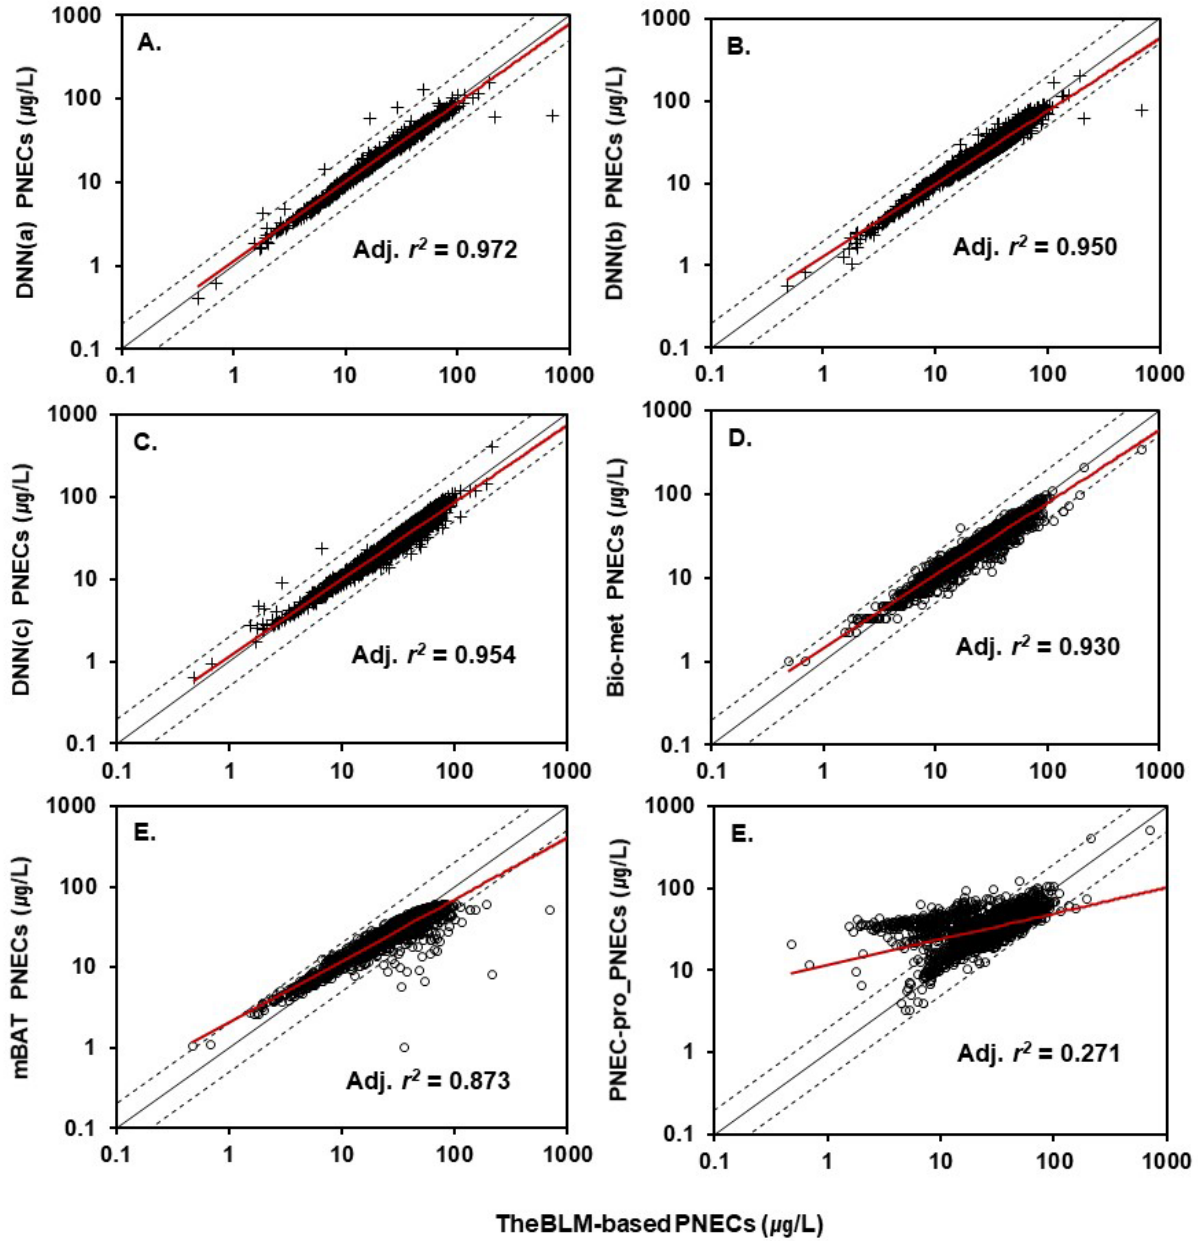 A.
DNN(a) PNECs (㎍/L)
1000
100
10
1
0.1
Adj. r² = 0.972
0.1 1 10 100 1000
B.
DNN(b) PNECs (㎍/L)
1000
100
10
1
0.1
Adj. r² = 0.950
0.1 1 10 100 1000
C.
DNN(c) PNECs (㎍/L)
1000
100
10
1
0.1
Adj. r² = 0.954
0.1 1 10 100 1000
D.
Bio-met PNECs (㎍/L)
1000
100
10
1
0.1
Adj. r² = 0.930
0.1 1 10 100 1000
E.
mBAT PNECs (㎍/L)
1000
100
10
1
0.1
Adj. r² = 0.873
0.1 1 10 100 1000
E.
PNEC-pro_PNECs (㎍/L)
1000
100
10
1
0.1
Adj. r² = 0.271
0.1 1 10 100 1000
The BLM-based PNECs (㎍/L)